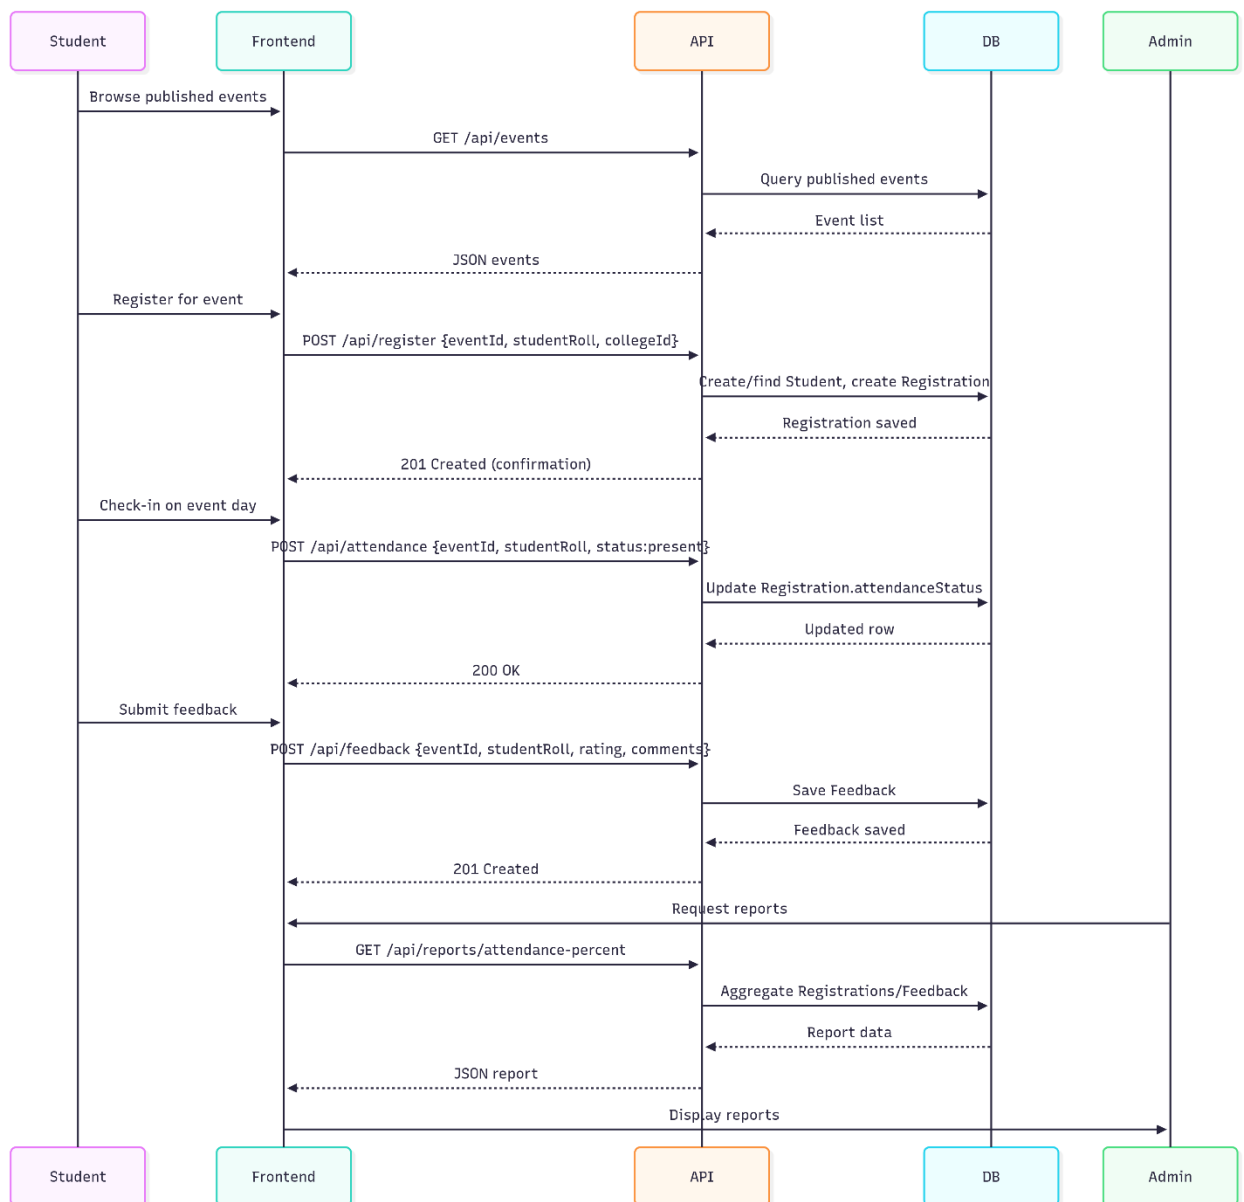 Student
Frontend
API
DB
Admin
Browse published events
GET /api/events
Query published events
Event list
JSON events
Register for event
POST /api/register {eventId, studentRoll, collegeId}
Create/find Student, create Registration
Registration saved
201 Created (confirmation)
Check-in on event day
POST /api/attendance {eventId, studentRoll, status:present}
Update Registration.attendanceStatus
Updated row
200 OK
Submit feedback
POST /api/feedback {eventId, studentRoll, rating, comments}
Save Feedback
Feedback saved
201 Created
Request reports
GET /api/reports/attendance-percent
Aggregate Registrations/Feedback
Report data
JSON report
Display reports
Student
Frontend
API
DB
Admin